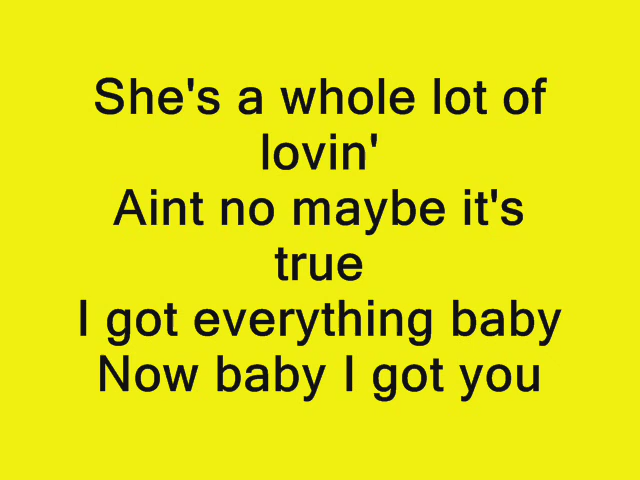 She's a whole lot of
lovin'
Aint no maybe it's
true
I got everything baby
Now baby I got you